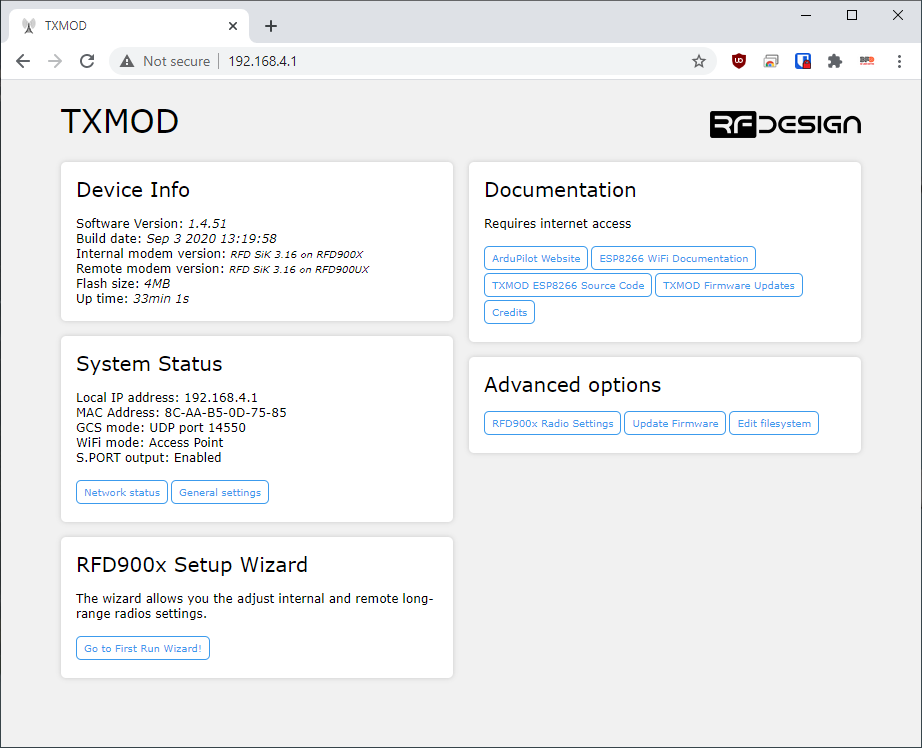 TXMOD
Not secure
192.168.4.1
TXMOD
RFDESIGN
Device Info
Software Version: 1.4.51
Build date: Sep 3 2020 13:19:58
Internal modem version: RFD SiK 3.16 on RFD900X
Remote modem version: RFD SiK 3.16 on RFD900UX
Flash size: 4MB
Up time: 33min 1s
System Status
Local IP address: 192.168.4.1
MAC Address: 8C-AA-B5-0D-75-85
GCS mode: UDP port 14550
WiFi mode: Access Point
S.PORT output: Enabled
Network status General settings
RFD900x Setup Wizard
The wizard allows you the adjust internal and remote long-
range radios settings.
Go to First Run Wizard!
Documentation
Requires internet access
ArduPilot Website ESP8266 WiFi Documentation
TXMOD ESP8266 Source Code TXMOD Firmware Updates
Credits
Advanced options
RFD900x Radio Settings Update Firmware Edit filesystem